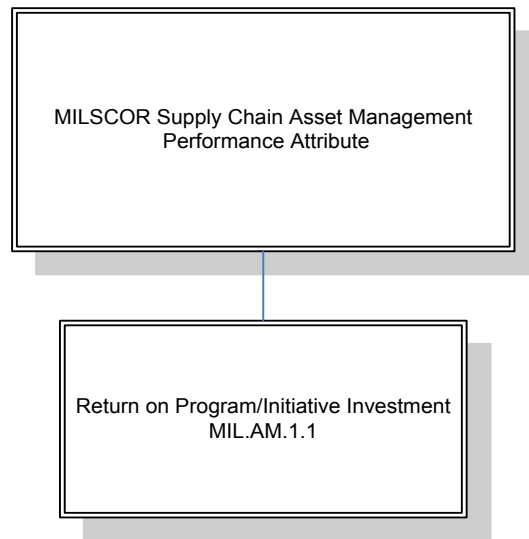 MILSCOR Supply Chain Asset Management
Performance Attribute
Return on Program/Initiative Investment
MIL.AM.1.1